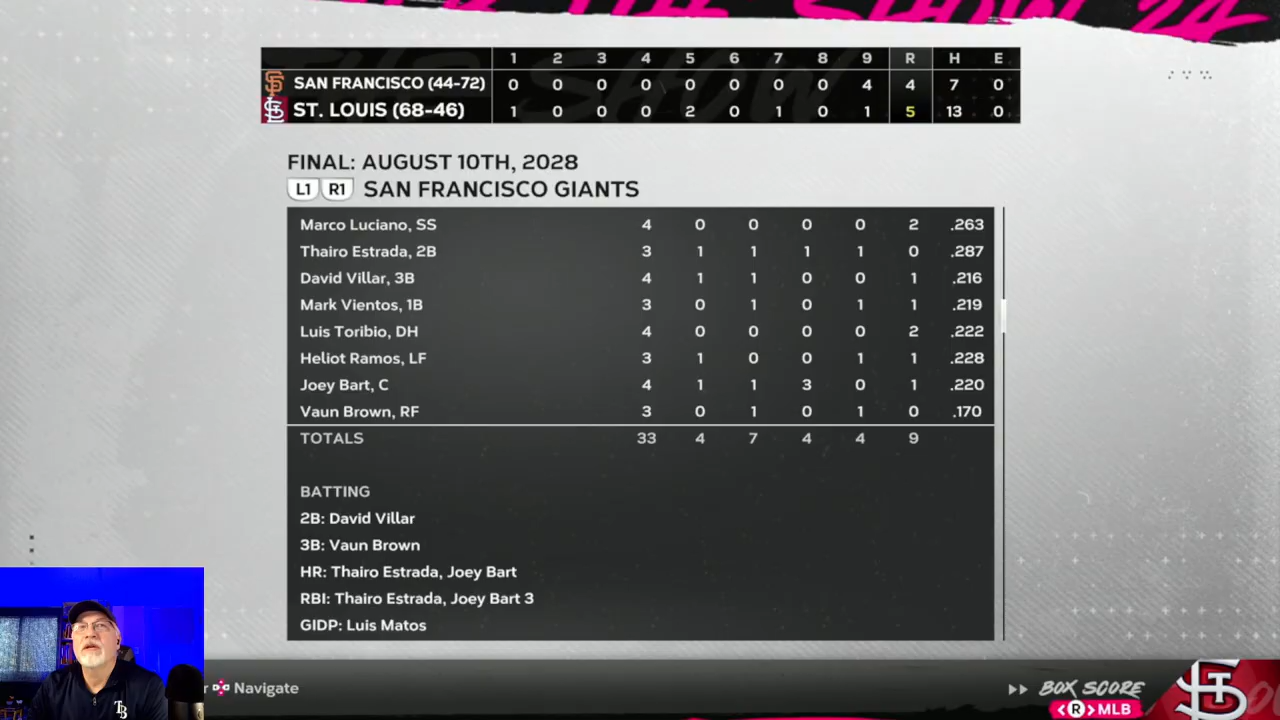 THE SHOW 24
1 2 3 4 5 6 7 8 9 R H E
SAN FRANCISCO (44-72) 0 0 0 0 0 0 0 0 4 4 7 0
ST. LOUIS (68-46) 1 0 0 0 2 0 1 0 1 5 13 0
FINAL: AUGUST 10TH, 2028
L1 R1 SAN FRANCISCO GIANTS
Marco Luciano, SS 4 0 0 0 0 2 .263
Thairo Estrada, 2B 3 1 1 1 1 0 .287
David Villar, 3B 4 1 1 0 0 1 .216
Mark Vientos, 1B 3 0 1 0 1 1 .219
Luis Toribio, DH 4 0 0 0 0 2 .222
Heliot Ramos, LF 3 1 0 0 1 1 .228
Joey Bart, C 4 1 1 3 0 1 .220
Vaun Brown, RF 3 0 1 0 1 0 .170
TOTALS 33 4 7 4 4 9
BATTING
2B: David Villar
3B: Vaun Brown
HR: Thairo Estrada, Joey Bart
RBI: Thairo Estrada, Joey Bart 3
GIDP: Luis Matos
Navigate
BOX SCORE
R MLB